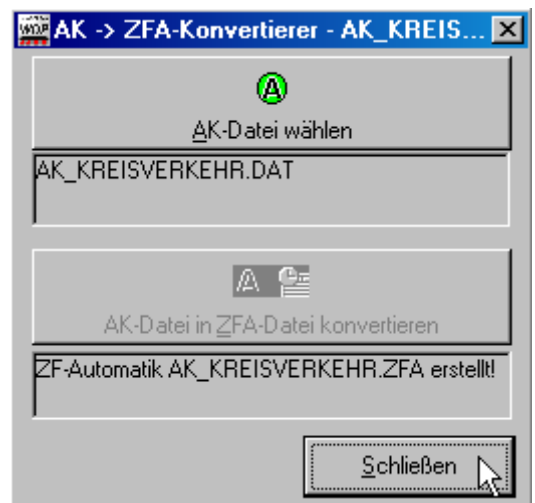 WDP AK -> ZFA-Konvertierer - AK_KREIS...
A
AK-Datei wählen
AK_KREISVERKEHR.DAT
A
AK-Datei in ZFA-Datei konvertieren
ZF-Automatik AK_KREISVERKEHR.ZFA erstellt!
Schließen